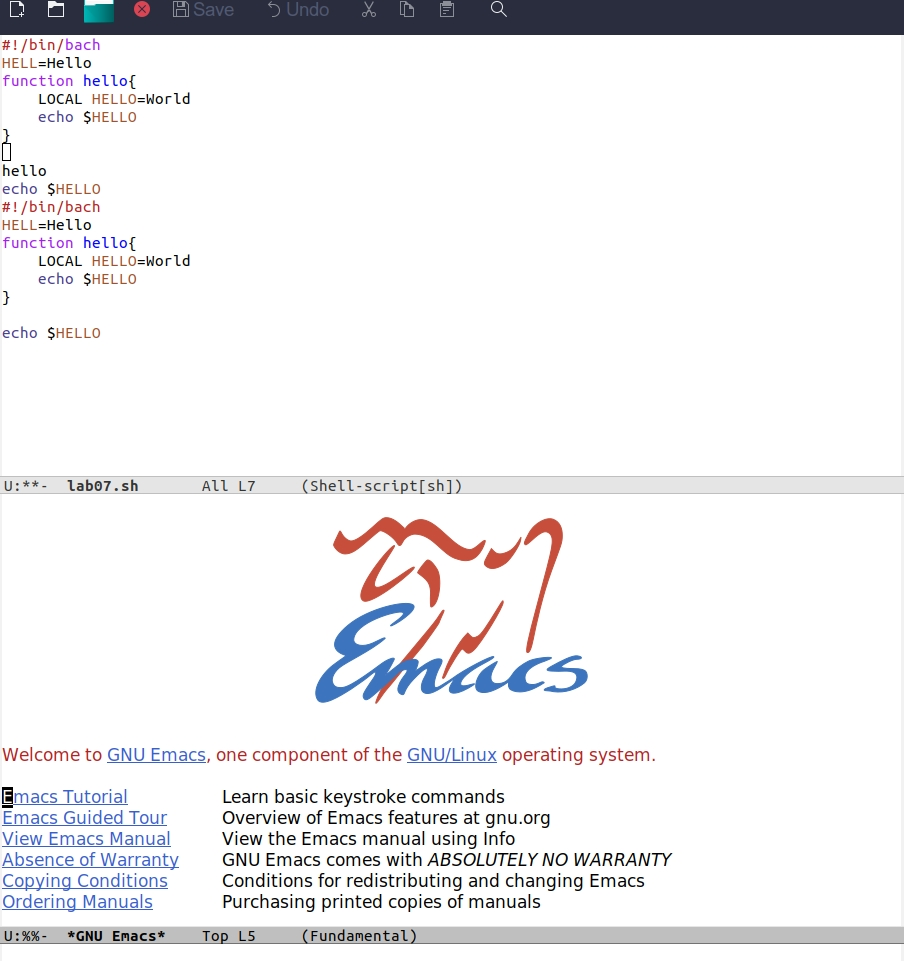 Save Undo
#!/bin/bach
HELL=Hello
function hello{
    LOCAL HELLO=World
    echo $HELLO
}
hello
echo $HELLO
#!/bin/bach
HELL=Hello
function hello{
    LOCAL HELLO=World
    echo $HELLO
}
echo $HELLO
U:**-  lab07.sh       All L7     (Shell-script[sh])
Emacs
Welcome to GNU Emacs, one component of the GNU/Linux operating system.
Emacs Tutorial Learn basic keystroke commands
Emacs Guided Tour Overview of Emacs features at gnu.org
View Emacs Manual View the Emacs manual using Info
Absence of Warranty GNU Emacs comes with ABSOLUTELY NO WARRANTY
Copying Conditions Conditions for redistributing and changing Emacs
Ordering Manuals Purchasing printed copies of manuals
U:%%-  *GNU Emacs*    Top L5     (Fundamental)